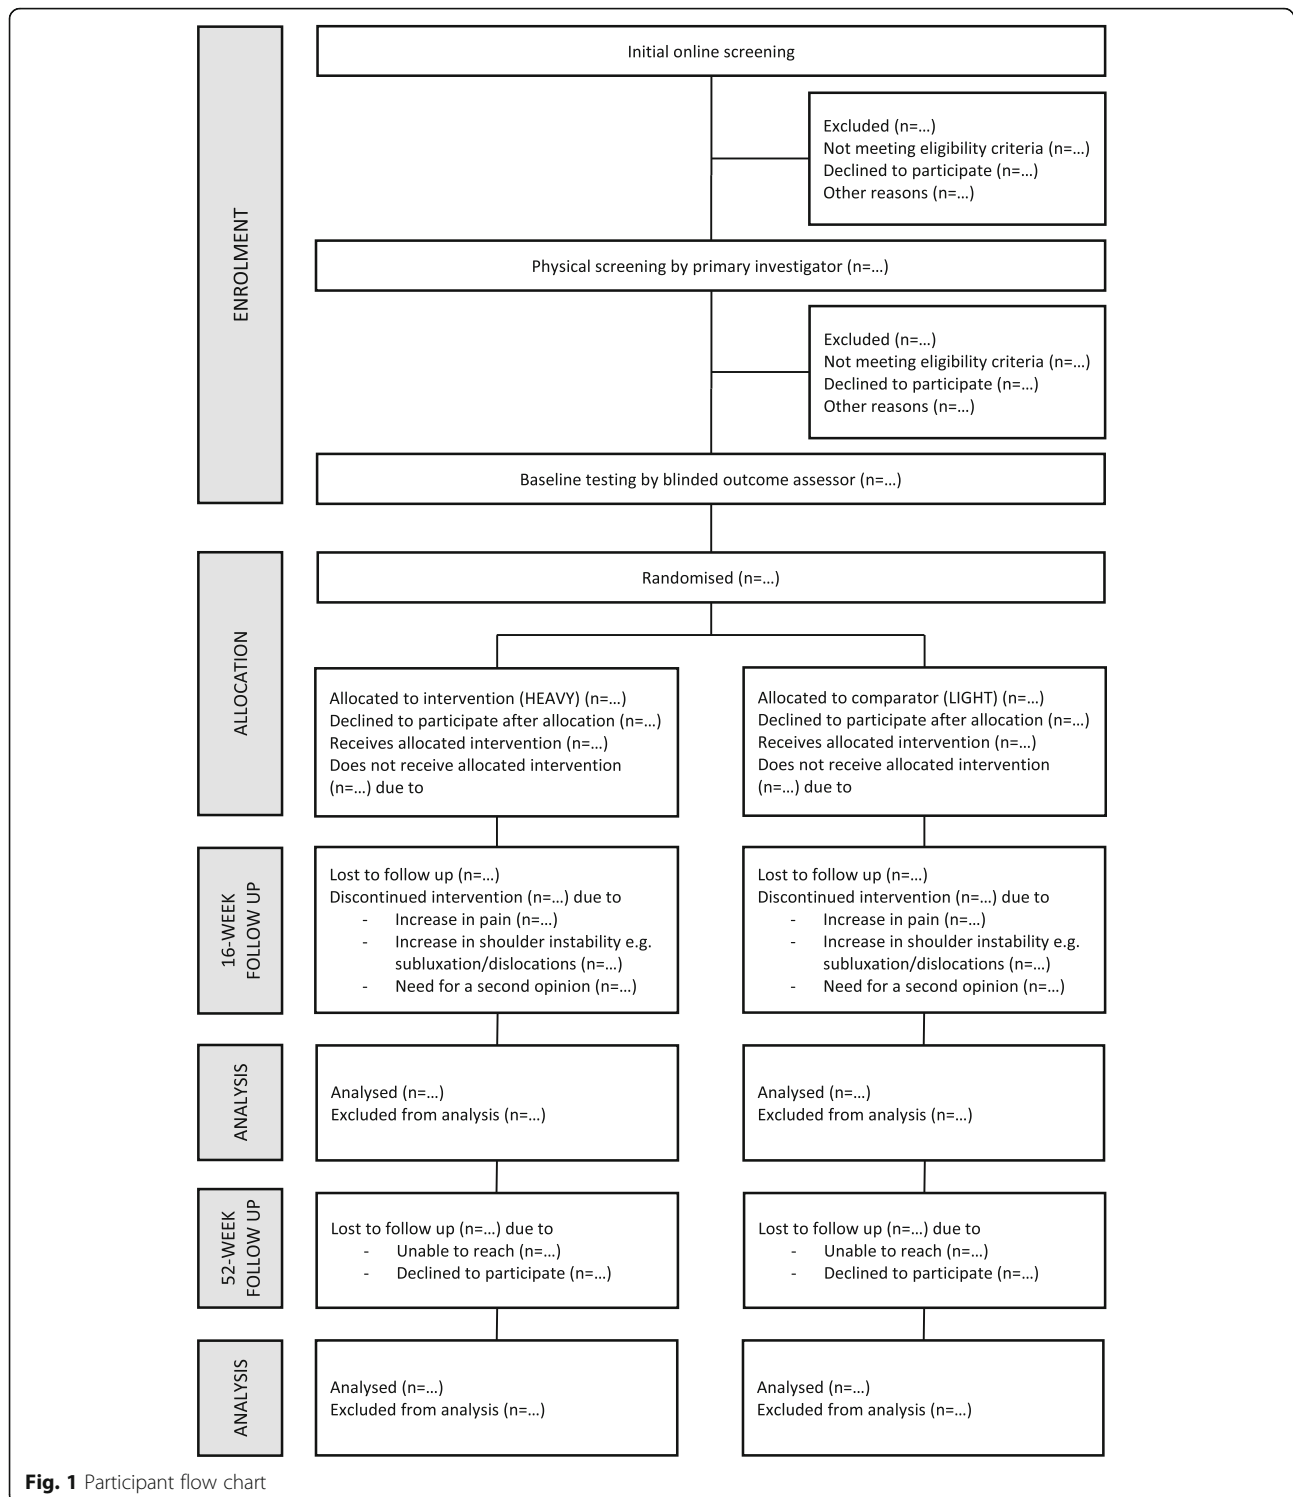 ENROLMENT
Initial online screening
Excluded (n=...)
Not meeting eligibility criteria (n=...)
Declined to participate (n=...)
Other reasons (n=...)
Physical screening by primary investigator (n=...)
Excluded (n=...)
Not meeting eligibility criteria (n=...)
Declined to participate (n=...)
Other reasons (n=...)
Baseline testing by blinded outcome assessor (n=...)
ALLOCATION
Randomised (n=...)
Allocated to intervention (HEAVY) (n=...)
Declined to participate after allocation (n=...)
Receives allocated intervention (n=...)
Does not receive allocated intervention
(n=...) due to
Allocated to comparator (LIGHT) (n=...)
Declined to participate after allocation (n=...)
Receives allocated intervention (n=...)
Does not receive allocated intervention
(n=...) due to
16-WEEK
FOLLOW UP
Lost to follow up (n=...)
Discontinued intervention (n=...) due to
- Increase in pain (n=...)
- Increase in shoulder instability e.g.
subluxation/dislocations (n=...)
- Need for a second opinion (n=...)
Lost to follow up (n=...)
Discontinued intervention (n=...) due to
- Increase in pain (n=...)
- Increase in shoulder instability e.g.
subluxation/dislocations (n=...)
- Need for a second opinion (n=...)
ANALYSIS
Analysed (n=...)
Excluded from analysis (n=...)
Analysed (n=...)
Excluded from analysis (n=...)
52-WEEK
FOLLOW UP
Lost to follow up (n=...) due to
- Unable to reach (n=...)
- Declined to participate (n=...)
Lost to follow up (n=...) due to
- Unable to reach (n=...)
- Declined to participate (n=...)
ANALYSIS
Analysed (n=...)
Excluded from analysis (n=...)
Analysed (n=...)
Excluded from analysis (n=...)
Fig. 1 Participant flow chart